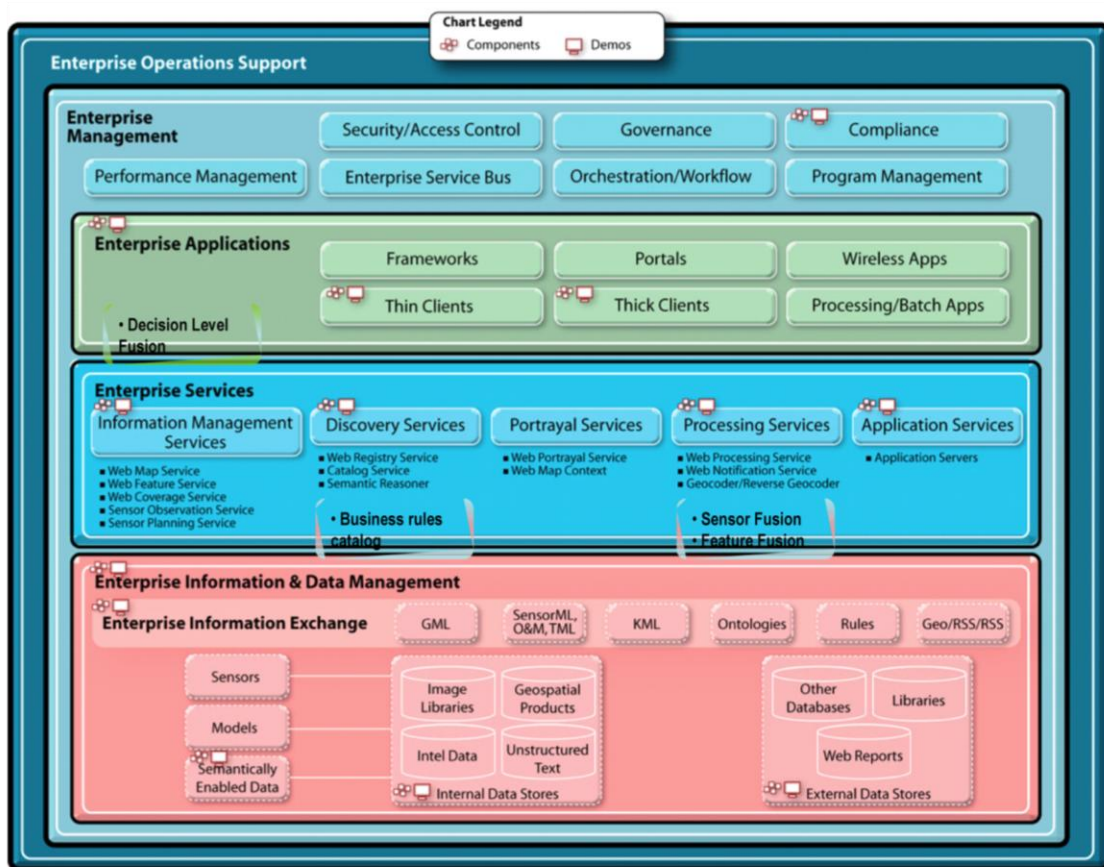 Chart Legend
Components
Demos
Enterprise Operations Support
Enterprise
Management
Security/Access Control
Governance
Compliance
Performance Management
Enterprise Service Bus
Orchestration/Workflow
Program Management
Enterprise Applications
Frameworks
Portals
Wireless Apps
Thin Clients
Thick Clients
Processing/Batch Apps
• Decision Level
Fusion
Enterprise Services
Information Management
Services
▪ Web Map Service
▪ Web Feature Service
▪ Web Coverage Service
▪ Sensor Observation Service
▪ Sensor Planning Service
Discovery Services
▪ Web Registry Service
▪ Catalog Service
▪ Semantic Reasoner
• Business rules
catalog
Portrayal Services
▪ Web Portrayal Service
▪ Web Map Context
Processing Services
▪ Web Processing Service
▪ Web Notification Service
▪ Geocoder/Reverse Geocoder
• Sensor Fusion
• Feature Fusion
Application Services
▪ Application Servers
Enterprise Information & Data Management
Enterprise Information Exchange
GML
SensorML,
O&M, TML
KML
Ontologies
Rules
Geo/RSS/RSS
Sensors
Models
Semantically
Enabled Data
Image
Libraries
Geospatial
Products
Intel Data
Unstructured
Text
Internal Data Stores
Other
Databases
Libraries
Web Reports
External Data Stores